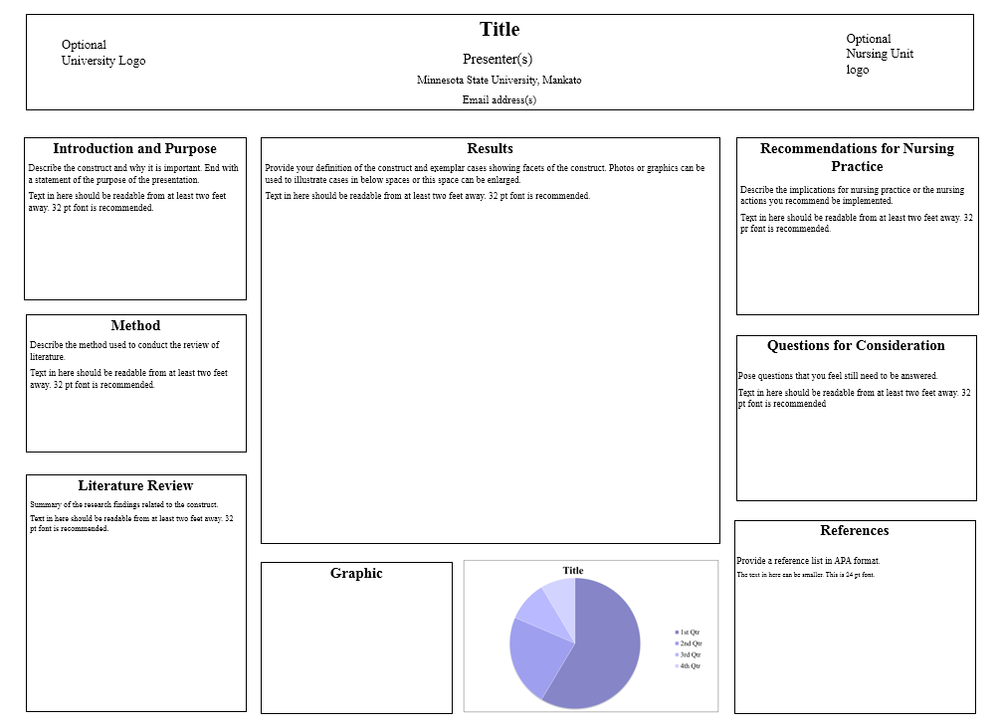 Optional
University Logo
Title
Presenter(s)
Minnesota State University, Mankato
Email address(s)
Optional
Nursing Unit
logo
Introduction and Purpose
Describe the construct and why it is important. End with
a statement of the purpose of the presentation.
Text in here should be readable from at least two feet
away. 32 pt font is recommended.
Method
Describe the method used to conduct the review of
literature.
Text in here should be readable from at least two feet
away. 32 pt font is recommended.
Literature Review
Summary of the research findings related to the construct.
Text in here should be readable from at least two feet away. 32
pt font is recommended.
Results
Provide your definition of the construct and exemplar cases showing facets of the construct. Photos or graphics can be
used to illustrate cases in below spaces or this space can be enlarged.
Text in here should be readable from at least two feet away. 32 pt font is recommended.
Graphic
Title
1st Qtr
2nd Qtr
3rd Qtr
4th Qtr
Recommendations for Nursing
Practice
Describe the implications for nursing practice or the nursing
actions you recommend be implemented.
Text in here should be readable from at least two feet away. 32
pr font is recommended.
Questions for Consideration
Pose questions that you feel still need to be answered.
Text in here should be readable from at least two feet away. 32
pt font is recommended
References
Provide a reference list in APA format.
The text in here can be smaller. This is 24 pt font.